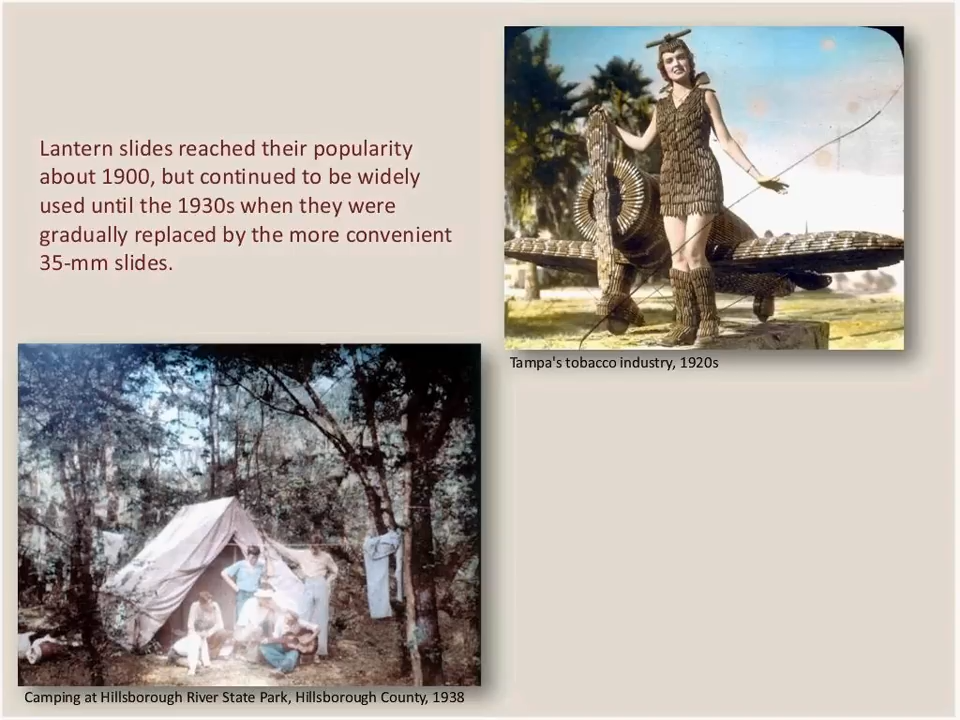 Lantern slides reached their popularity
about 1900, but continued to be widely
used until the 1930s when they were
gradually replaced by the more convenient
35-mm slides.
Tampa's tobacco industry, 1920s
Camping at Hillsborough River State Park, Hillsborough County, 1938